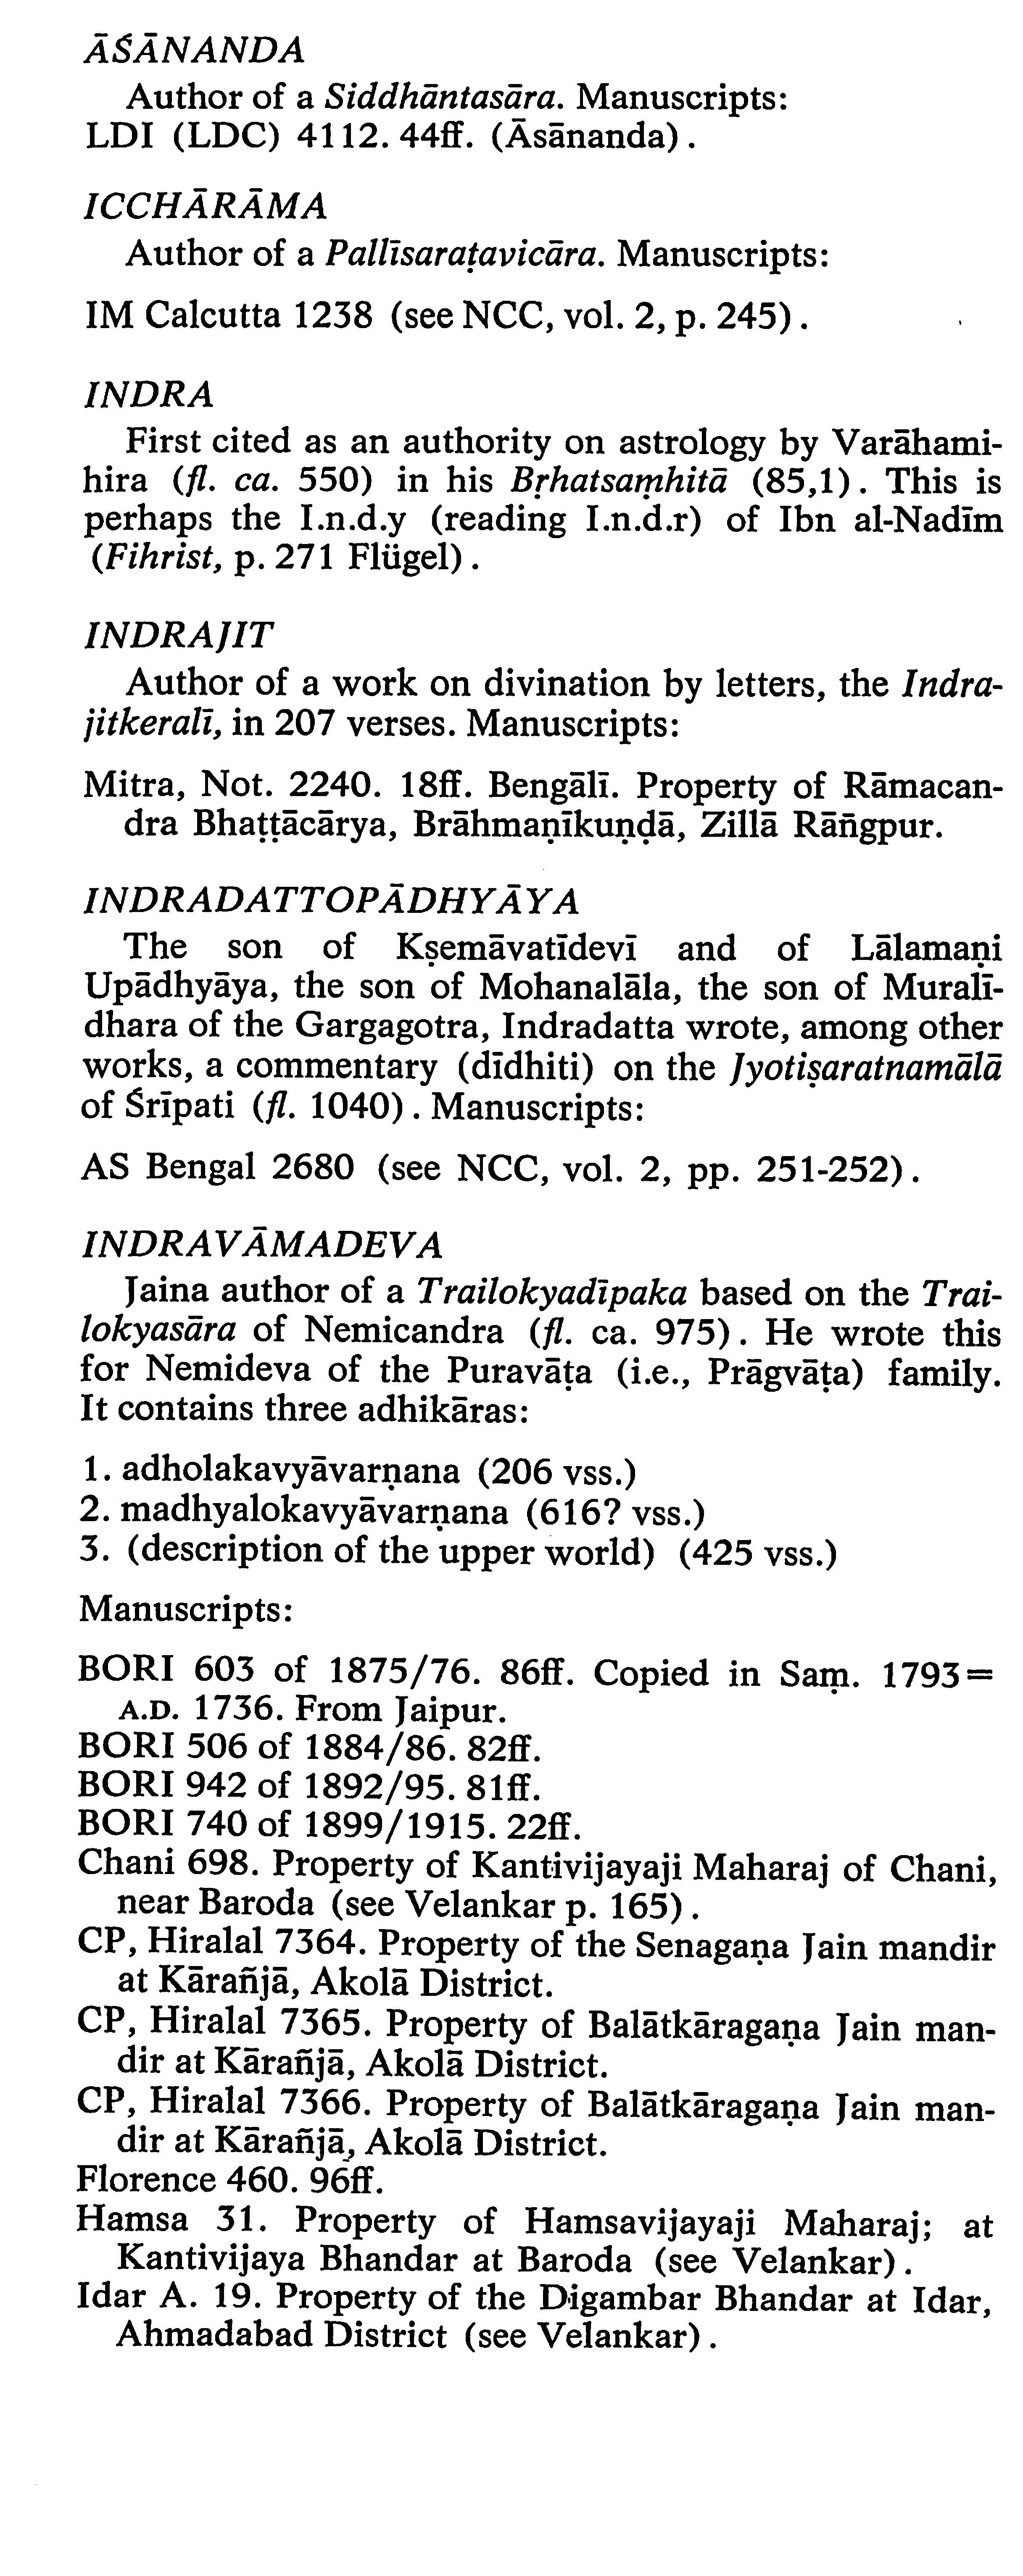 ĀŚĀNANDA
Author of a Siddhāntasāra. Manuscripts:
LDI (LDC) 4112. 44ff. (Āsānanda).
ICCHĀRĀMA
Author of a Pallīsaraṭavicāra. Manuscripts:
IM Calcutta 1238 (see NCC, vol. 2, p. 245).
INDRA
First cited as an authority on astrology by Varāhami-
hira (fl. ca. 550) in his Bṛhatsaṃhitā (85,1). This is
perhaps the I.n.d.y (reading I.n.d.r) of Ibn al-Nadīm
(Fihrist, p. 271 Flügel).
INDRAJIT
Author of a work on divination by letters, the Indra-
jitkeralī, in 207 verses. Manuscripts:
Mitra, Not. 2240. 18ff. Bengālī. Property of Rāmacan-
dra Bhaṭṭācārya, Brāhmaṇīkuṇḍā, Zillā Rāṅgpur.
INDRADATTOPĀDHYĀYA
The son of Kṣemāvatīdevī and of Lālamaṇi
Upādhyāya, the son of Mohanalāla, the son of Muralī-
dhara of the Gargagotra, Indradatta wrote, among other
works, a commentary (dīdhiti) on the Jyotiṣaratnamālā
of Śrīpati (fl. 1040). Manuscripts:
AS Bengal 2680 (see NCC, vol. 2, pp. 251-252).
INDRAVĀMADEVA
Jaina author of a Trailokyadīpaka based on the Trai-
lokyasāra of Nemicandra (fl. ca. 975). He wrote this
for Nemideva of the Puravāṭa (i.e., Prāgvāṭa) family.
It contains three adhikāras:
1. adholakavyāvarṇana (206 vss.)
2. madhyalokavyāvarṇana (616? vss.)
3. (description of the upper world) (425 vss.)
Manuscripts:
BORI 603 of 1875/76. 86ff. Copied in Saṃ. 1793=
A.D. 1736. From Jaipur.
BORI 506 of 1884/86. 82ff.
BORI 942 of 1892/95. 81ff.
BORI 740 of 1899/1915. 22ff.
Chani 698. Property of Kantivijayaji Maharaj of Chani,
near Baroda (see Velankar p. 165).
CP, Hiralal 7364. Property of the Senagaṇa Jain mandir
at Kārañjā, Akolā District.
CP, Hiralal 7365. Property of Balātkāragaṇa Jain man-
dir at Kārañjā, Akolā District.
CP, Hiralal 7366. Property of Balātkāragaṇa Jain man-
dir at Kārañjā, Akolā District.
Florence 460. 96ff.
Hamsa 31. Property of Hamsavijayaji Maharaj; at
Kantivijaya Bhandar at Baroda (see Velankar).
Idar A. 19. Property of the Digambar Bhandar at Idar,
Ahmadabad District (see Velankar).